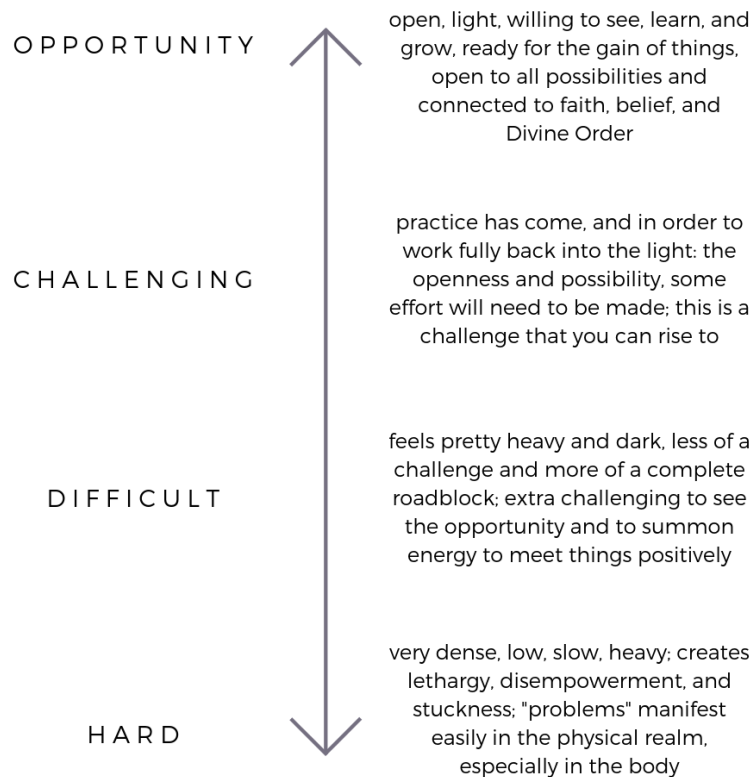 OPPORTUNITY
open, light, willing to see, learn, and
grow, ready for the gain of things,
open to all possibilities and
connected to faith, belief, and
Divine Order
CHALLENGING
practice has come, and in order to
work fully back into the light: the
openness and possibility, some
effort will need to be made; this is a
challenge that you can rise to
DIFFICULT
feels pretty heavy and dark, less of a
challenge and more of a complete
roadblock; extra challenging to see
the opportunity and to summon
energy to meet things positively
HARD
very dense, low, slow, heavy; creates
lethargy, disempowerment, and
stuckness; "problems" manifest
easily in the physical realm,
especially in the body